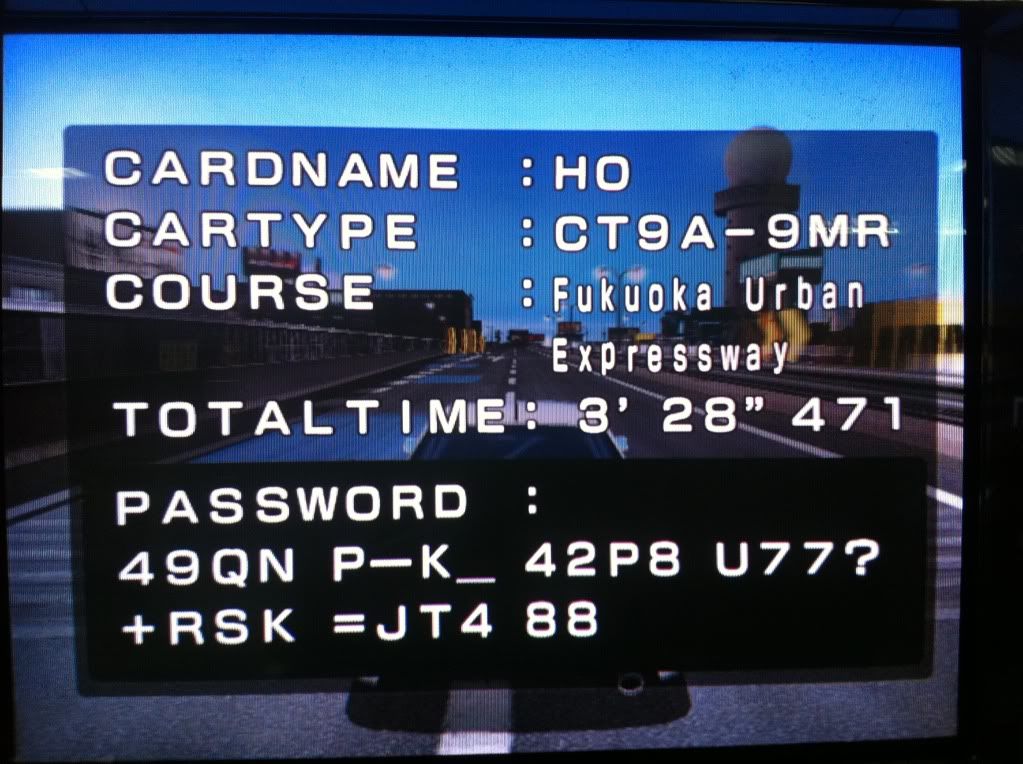 CARDNAME : HO
CARTYPE : CT9A-9MR
COURSE : Fukuoka Urban
Expressway
TOTALTIME: 3' 28" 471
PASSWORD :
49QN P-K_ 42P8 U77?
+RSK =JT4 88